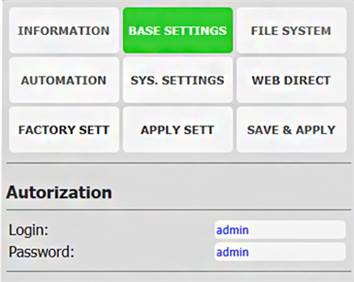 INFORMATION BASE SETTINGS FILE SYSTEM
AUTOMATION SYS. SETTINGS WEB DIRECT
FACTORY SETT APPLY SETT SAVE & APPLY
Autorization
Login: admin
Password: admin